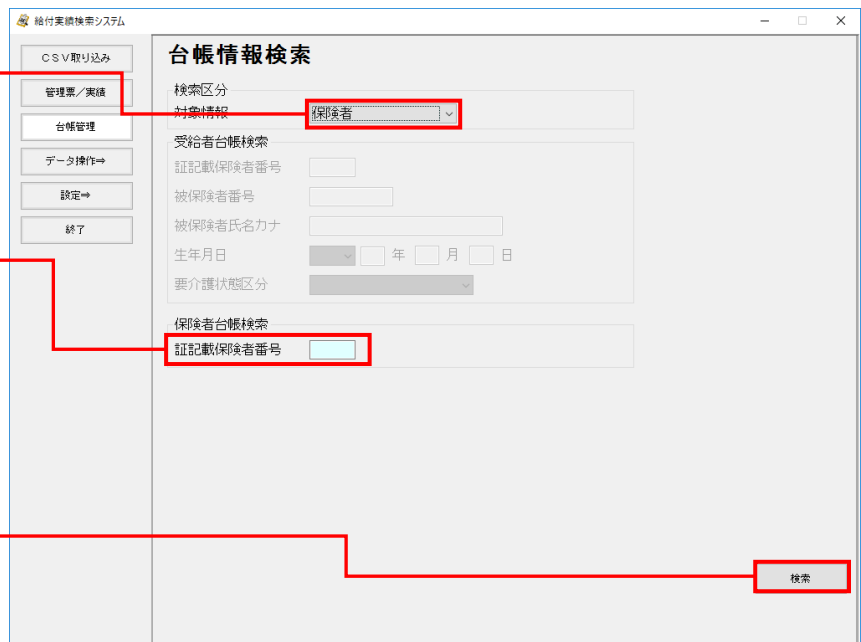 給付実績検索システム
CSV取り込み
管理票／実績
台帳管理
データ操作⇒
設定⇒
終了
台帳情報検索
検索区分
対象情報 保険者
受給者台帳検索
証記載保険者番号
被保険者番号
被保険者氏名カナ
生年月日 年 月 日
要介護状態区分
保険者台帳検索
証記載保険者番号
検索